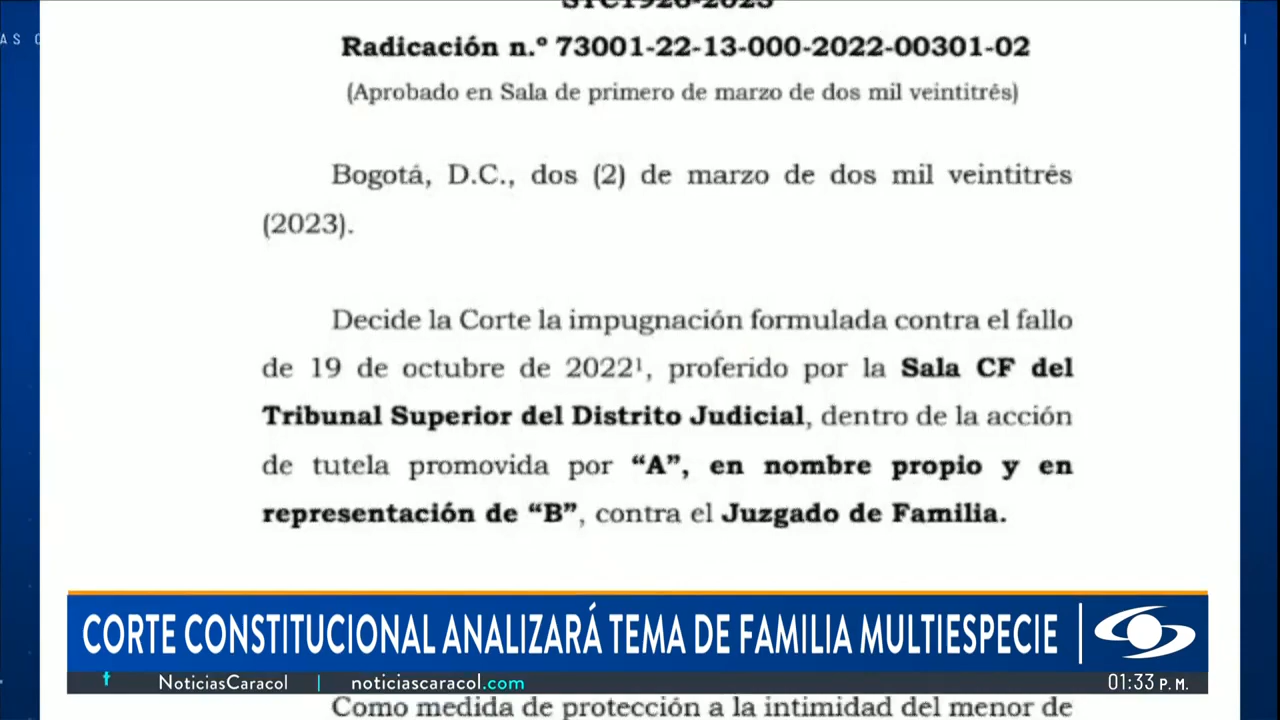 STC1926-2023
Radicación n.º 73001-22-13-000-2022-00301-02
(Aprobado en Sala de primero de marzo de dos mil veintitrés)
Bogotá, D.C., dos (2) de marzo de dos mil veintitrés
(2023).
Decide la Corte la impugnación formulada contra el fallo
de 19 de octubre de 2022¹, proferido por la Sala CF del
Tribunal Superior del Distrito Judicial, dentro de la acción
de tutela promovida por “A”, en nombre propio y en
representación de “B”, contra el Juzgado de Familia.
CORTE CONSTITUCIONAL ANALIZARÁ TEMA DE FAMILIA MULTIESPECIE
NoticiasCaracol | noticiascaracol.com 01:33 P.M.
Como medida de protección a la intimidad del menor de